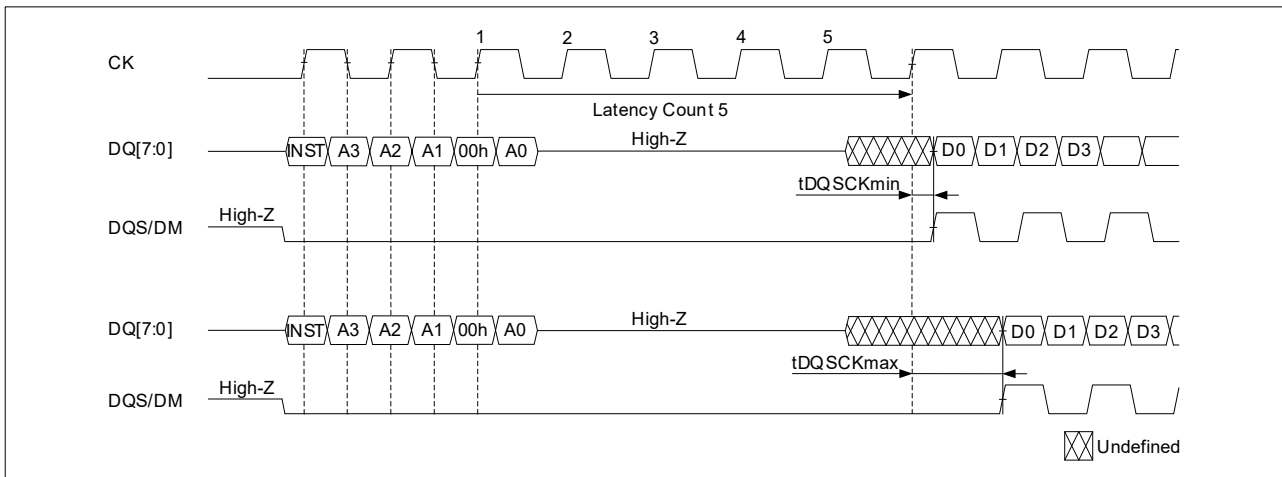 1 2 3 4 5
CK
Latency Count 5
DQ[7:0] INST A3 A2 A1 00h A0 High-Z D0 D1 D2 D3
tDQSCKmin
High-Z
DQS/DM
DQ[7:0] INST A3 A2 A1 00h A0 High-Z D0 D1 D2 D3
tDQSCKmax
High-Z
DQS/DM
Undefined